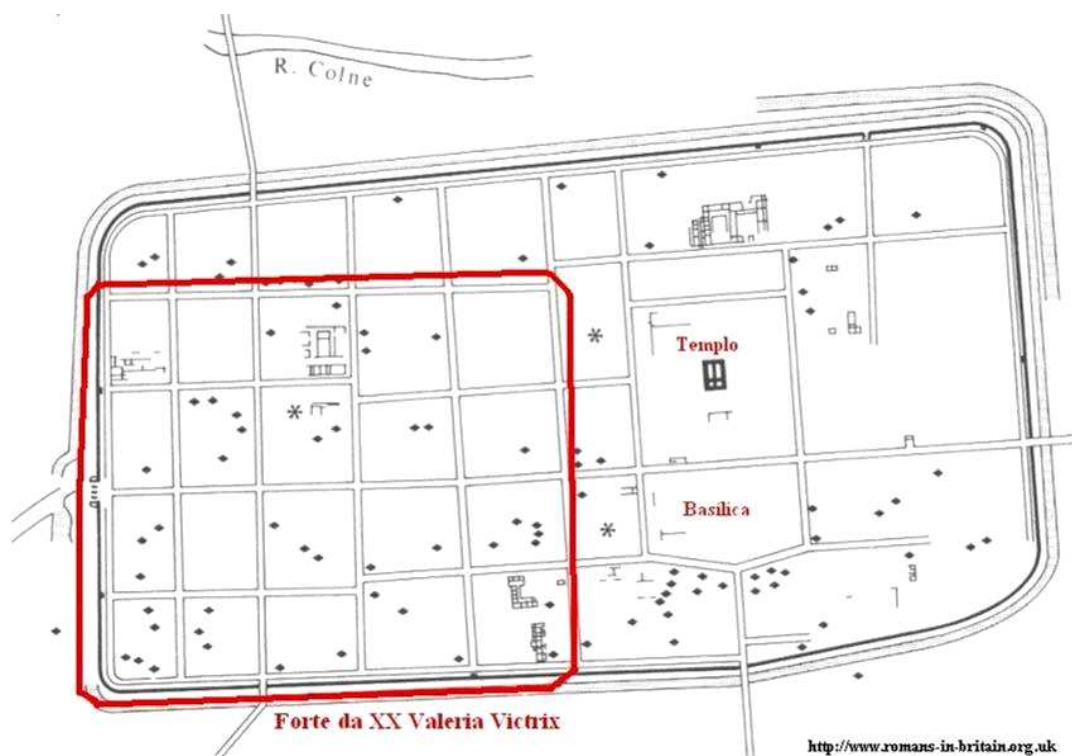 R. Colne
Templo
Basilica
Forte da XX Valeria Victrix
http://www.romans-in-britain.org.uk